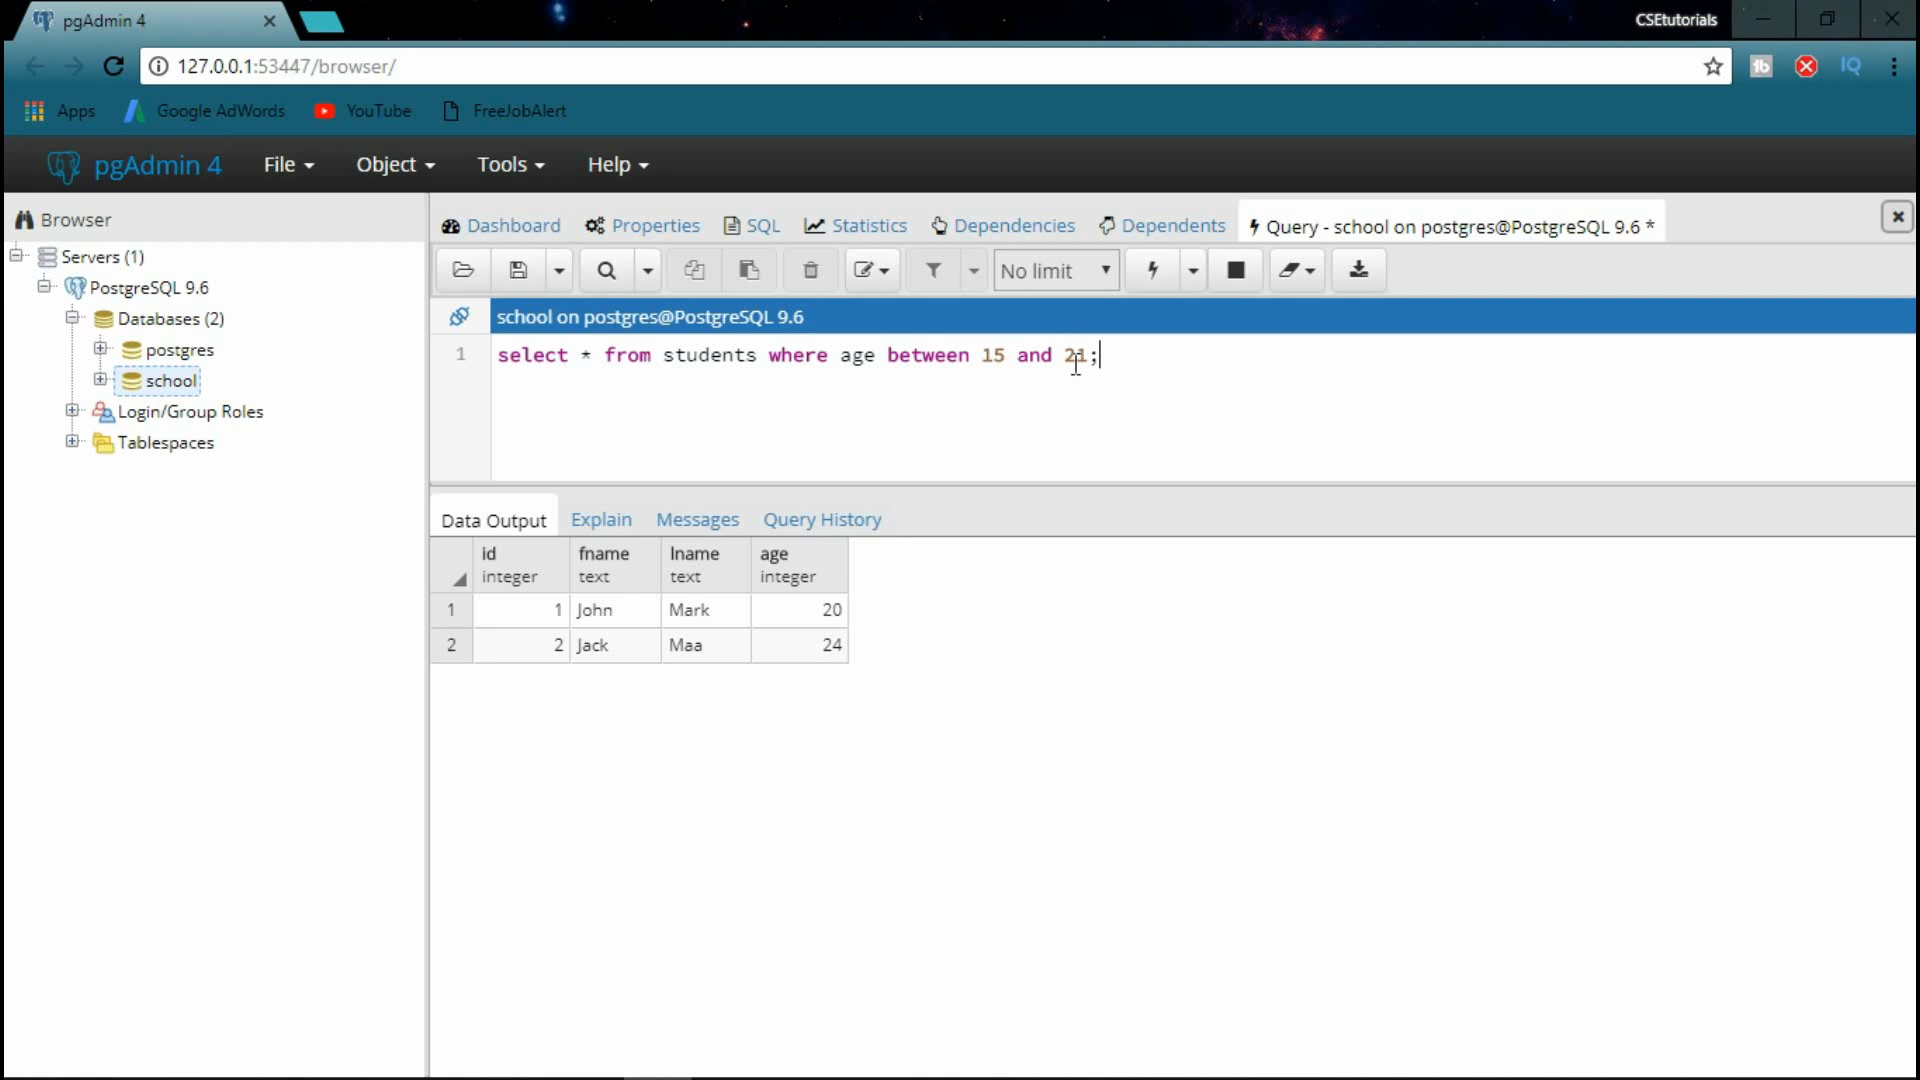 pgAdmin 4
CSEtutorials
127.0.0.1:53447/browser/
Apps Google AdWords YouTube FreeJobAlert
pgAdmin 4 File Object Tools Help
Browser
Servers (1)
PostgreSQL 9.6
Databases (2)
postgres
school
Login/Group Roles
Tablespaces
Dashboard Properties SQL Statistics Dependencies Dependents Query - school on postgres@PostgreSQL 9.6 *
No limit
school on postgres@PostgreSQL 9.6
1 select * from students where age between 15 and 21;
Data Output Explain Messages Query History
id fname lname age
integer text text integer
1 1 John Mark 20
2 2 Jack Maa 24